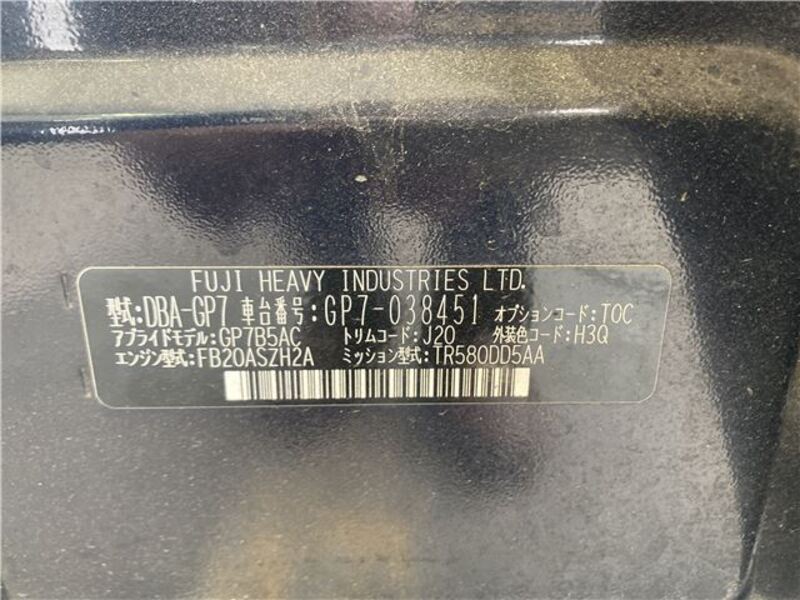 FUJI HEAVY INDUSTRIES LTD.
型式:DBA-GP7 車台番号:GP7-038451 オプションコード:TOC
アプライドモデル:GP7B5AC トリムコード:J20 外装色コード:H3Q
エンジン型式:FB20ASZH2A ミッション型式:TR580DD5AA